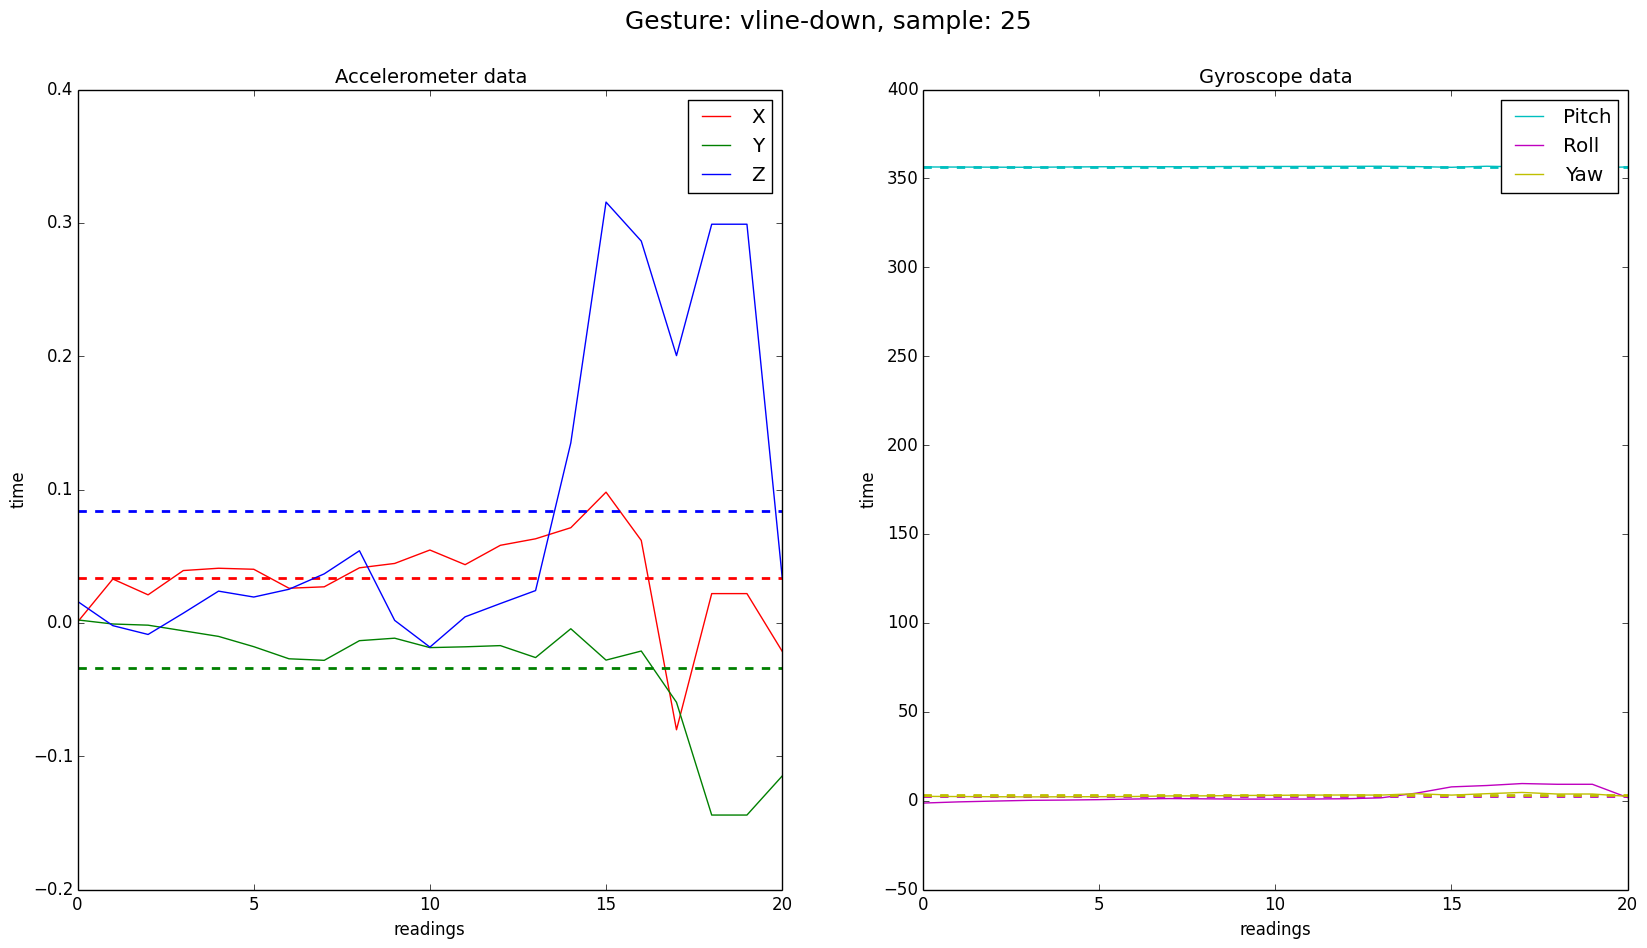 Gesture: vline-down, sample: 25
Accelerometer data
0.4
0.3
0.2
0.1
0.0
−0.1
−0.2
time
0
5
10
15
20
readings
X
Y
Z
Gyroscope data
400
350
300
250
200
150
100
50
0
−50
time
0
5
10
15
20
readings
Pitch
Roll
Yaw